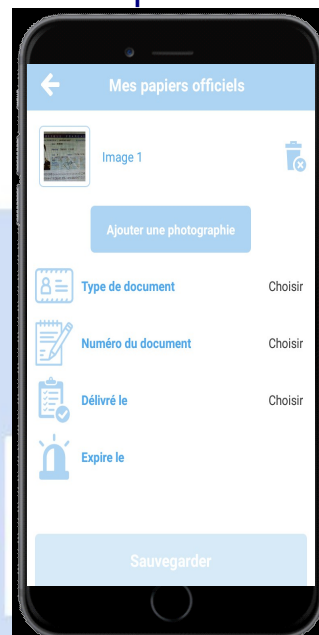 Mes papiers officiels
Image 1
Ajouter une photographie
Type de document Choisir
Numéro du document Choisir
Délivré le Choisir
Expire le
Sauvegarder